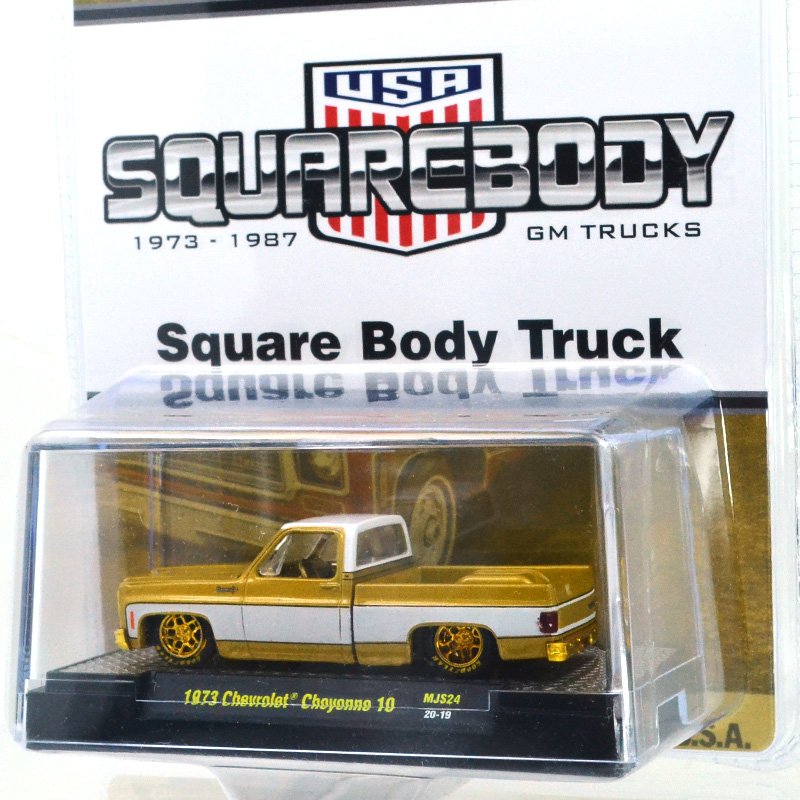 USA
SQUAREBODY
1973 - 1987
GM TRUCKS
Square Body Truck
1973 Chevrolet® Cheyenne 10
MJS24
20-19
U.S.A.